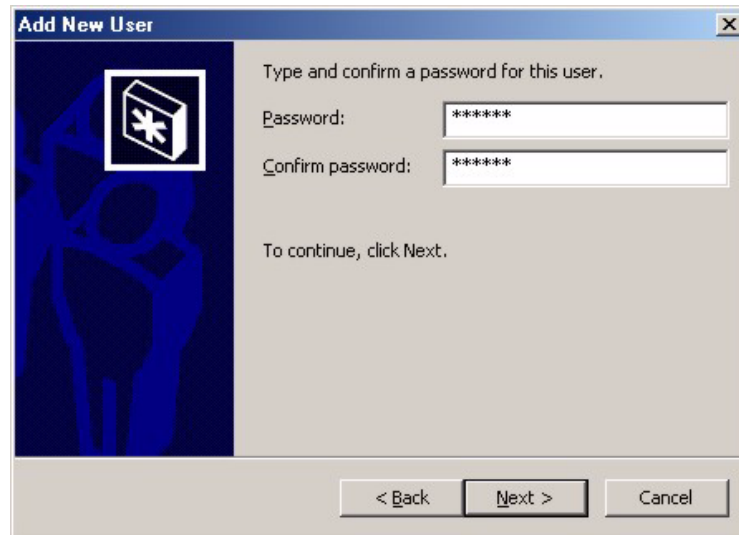 Add New User
Type and confirm a password for this user.
Password: ******
Confirm password: ******
To continue, click Next.
< Back Next > Cancel